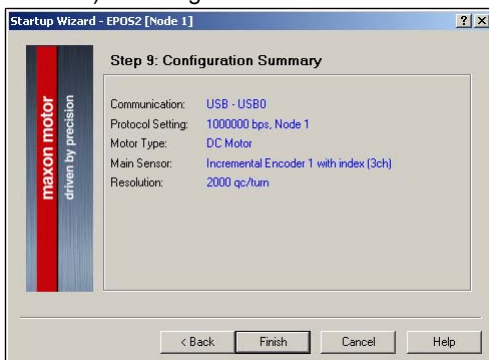 Startup Wizard - EPOS2 [Node 1]
Step 9: Configuration Summary
maxon motor
driven by precision
Communication: USB - USB0
Protocol Setting: 1000000 bps, Node 1
Motor Type: DC Motor
Main Sensor: Incremental Encoder 1 with index (3ch)
Resolution: 2000 qc/turn
< Back Finish Cancel Help